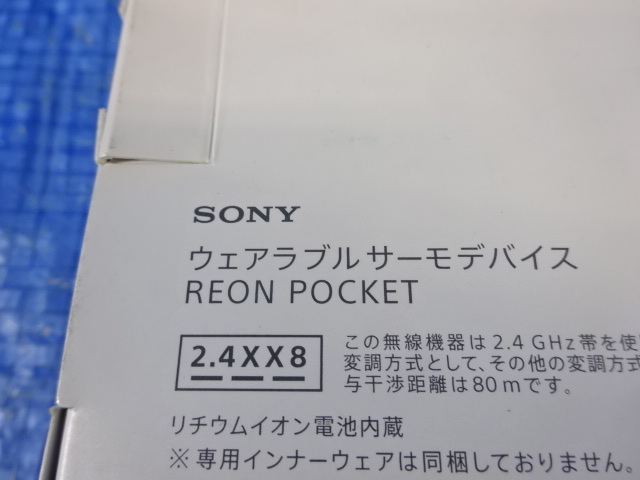 SONY
ウェアラブルサーモデバイス
REON POCKET
2.4XX8
この無線機器は2.4 GHz帯を使
変調方式として、その他の変調方式
与干渉距離は80 mです。
リチウムイオン電池内蔵
※専用インナーウェアは同梱しておりません。